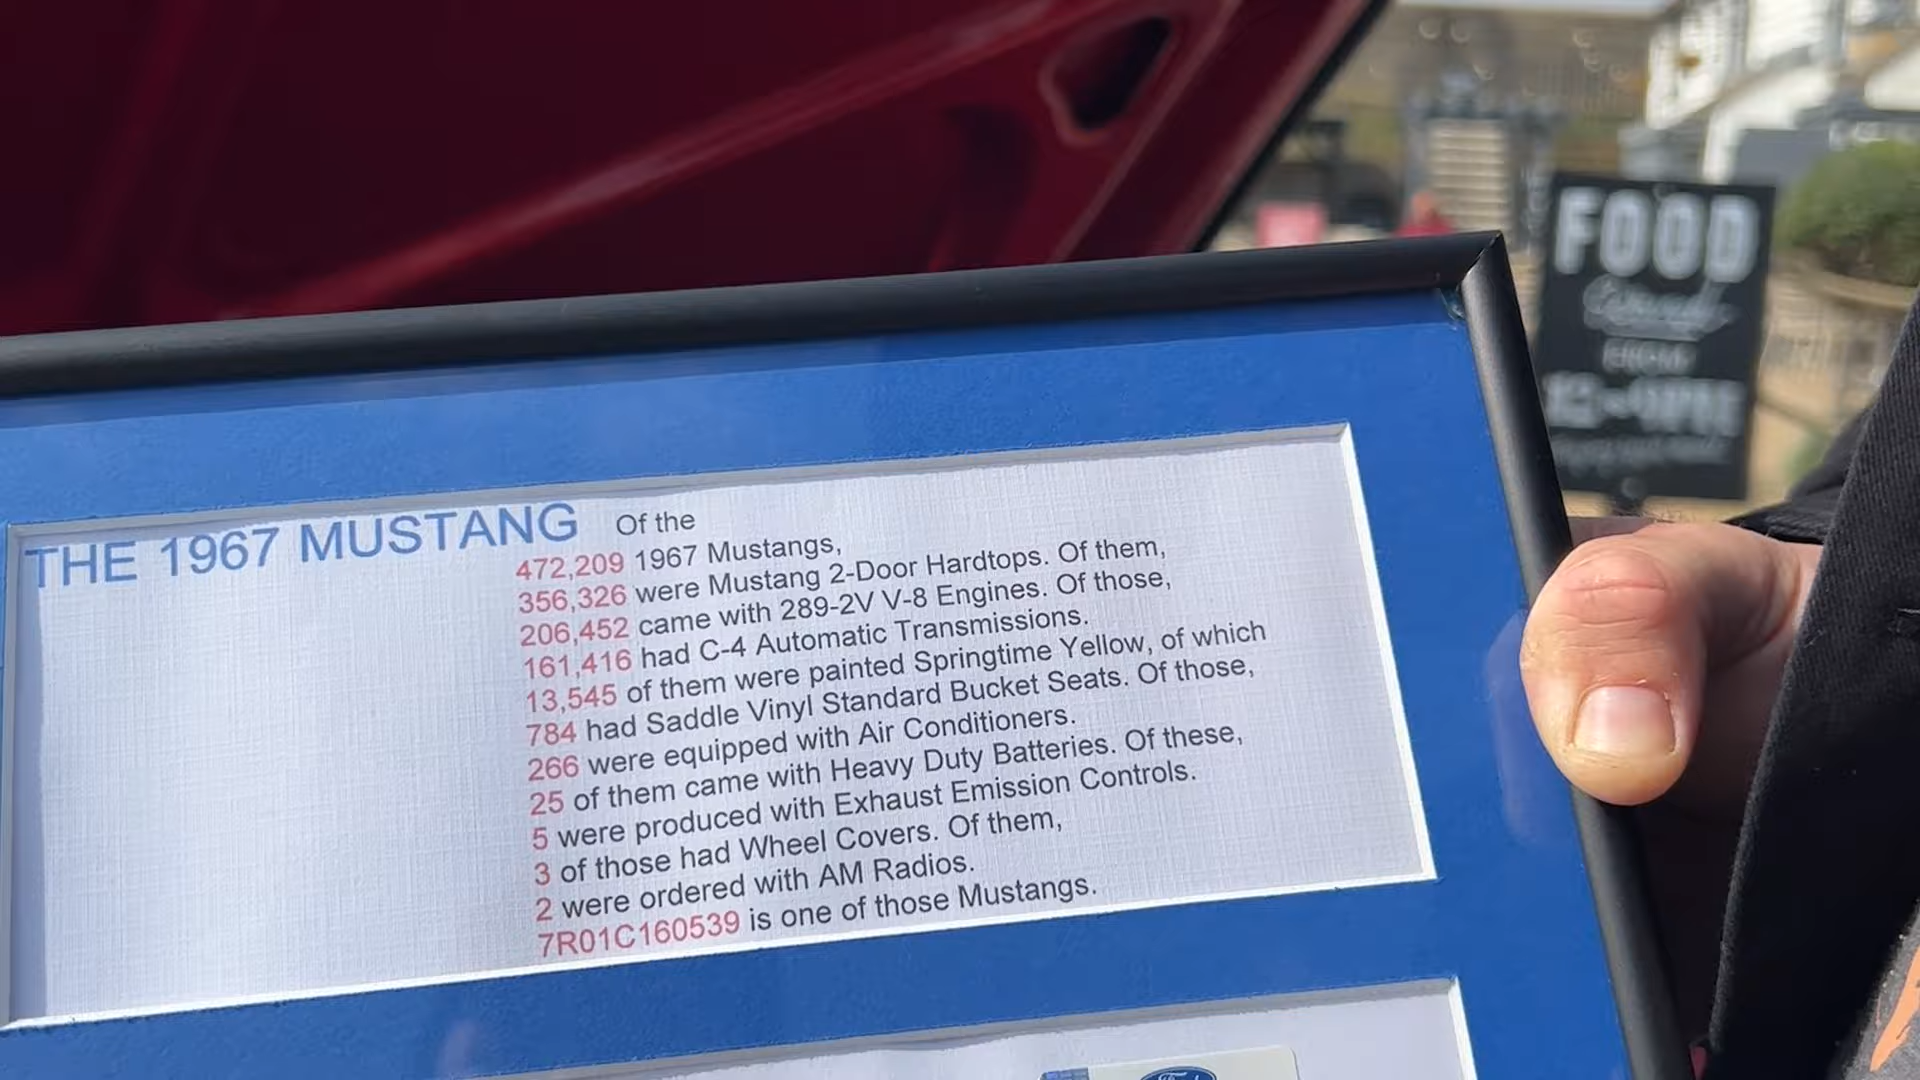 THE 1967 MUSTANG Of the
472,209 1967 Mustangs,
356,326 were Mustang 2-Door Hardtops. Of them,
206,452 came with 289-2V V-8 Engines. Of those,
161,416 had C-4 Automatic Transmissions.
13,545 of them were painted Springtime Yellow, of which
784 had Saddle Vinyl Standard Bucket Seats. Of those,
266 were equipped with Air Conditioners.
25 of them came with Heavy Duty Batteries. Of these,
5 were produced with Exhaust Emission Controls.
3 of those had Wheel Covers. Of them,
2 were ordered with AM Radios.
7R01C160539 is one of those Mustangs.
Ford
FOOD
FROM